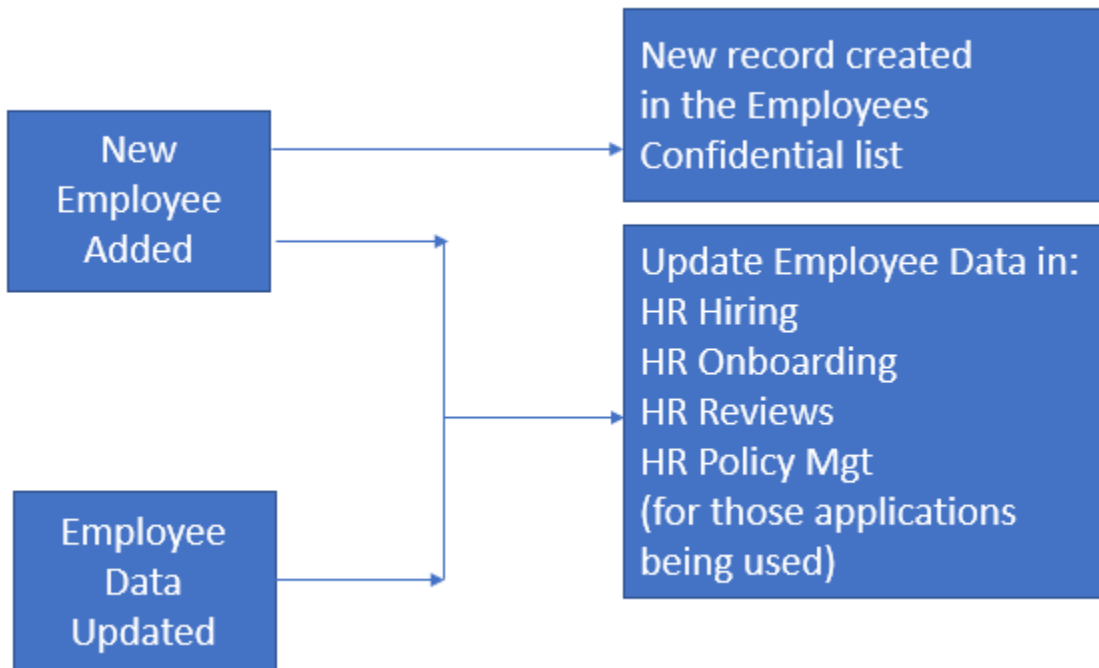 New
Employee
Added
New record created
in the Employees
Confidential list
Update Employee Data in:
HR Hiring
HR Onboarding
HR Reviews
HR Policy Mgt
(for those applications
being used)
Employee
Data
Updated